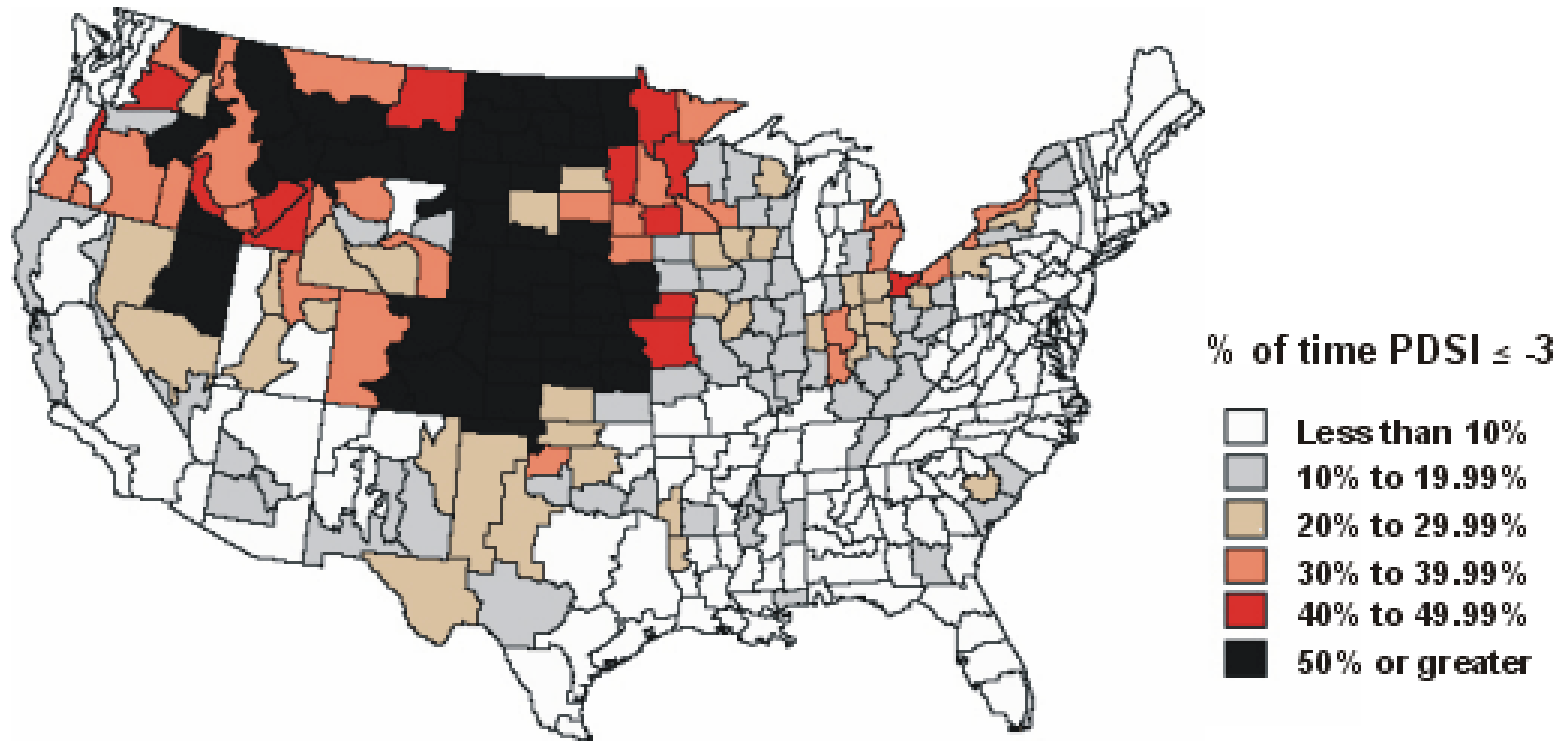 % of time PDSI ≤ -3
Less than 10%
10% to 19.99%
20% to 29.99%
30% to 39.99%
40% to 49.99%
50% or greater